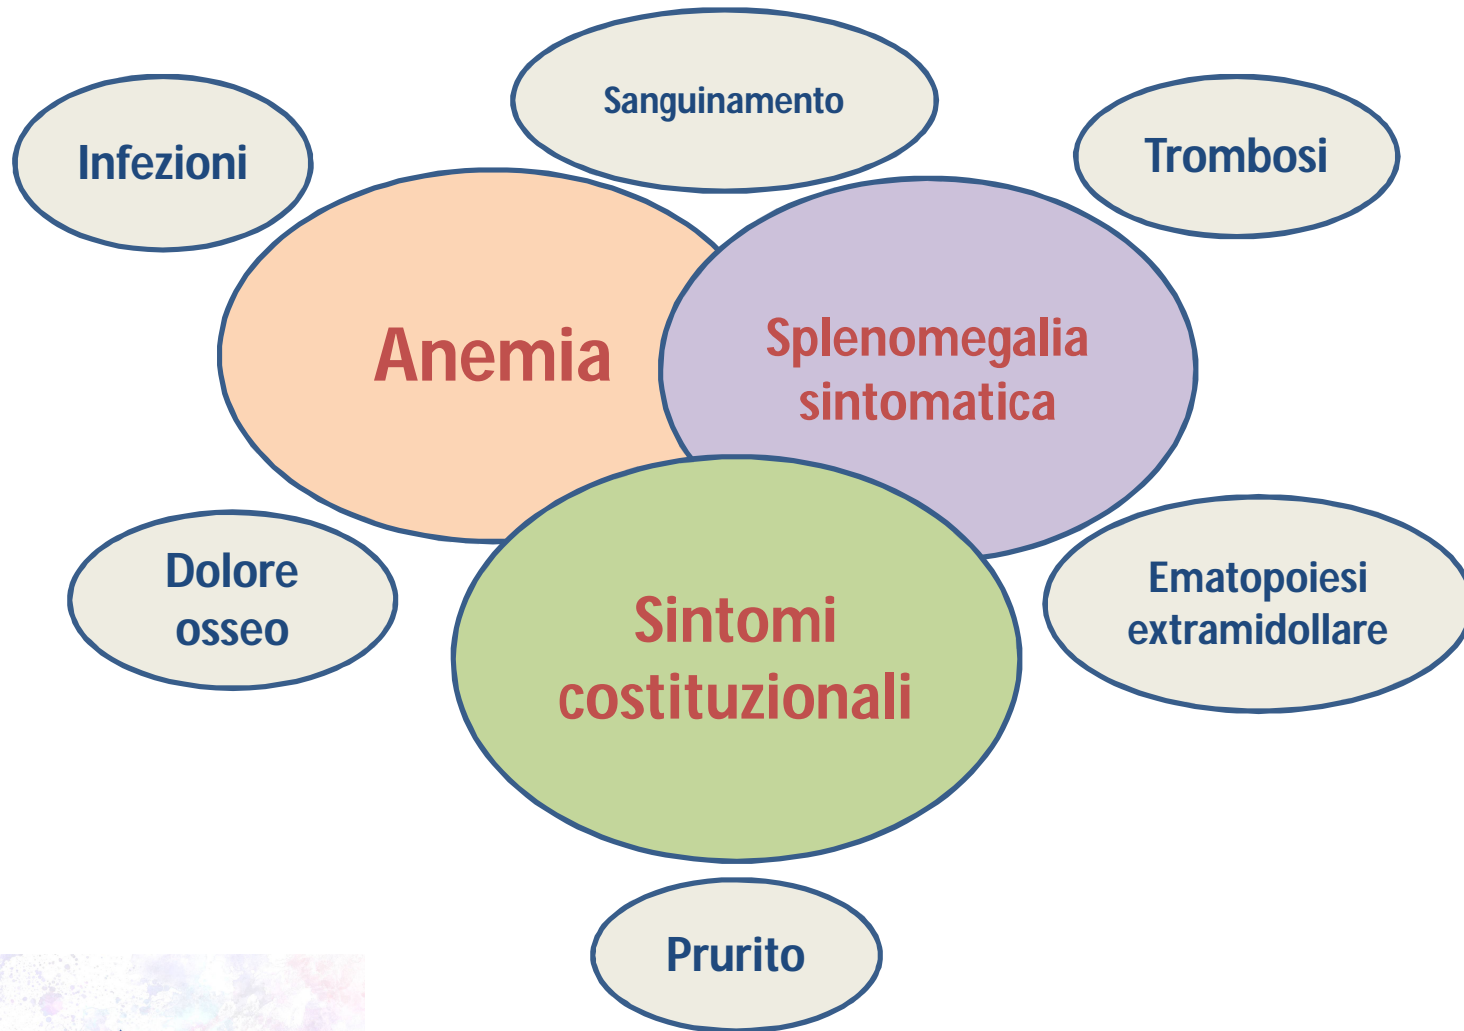 Sanguinamento
Infezioni
Trombosi
Anemia
Splenomegalia
sintomatica
Dolore
osseo
Ematopoiesi
extramidollare
Sintomi
costituzionali
Prurito